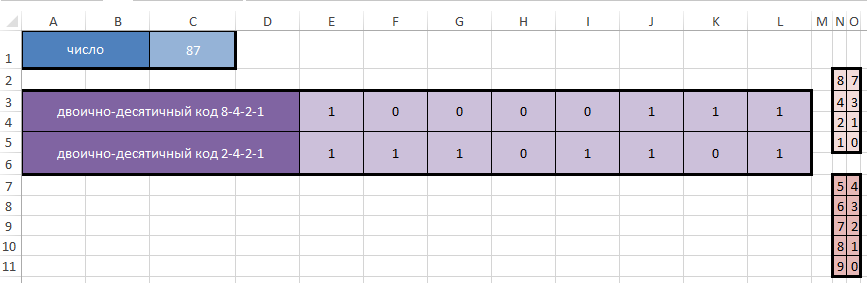 A B C D E F G H I J K L M N O
1 число 87
2 8 7
3 двоично-десятичный код 8-4-2-1 1 0 0 0 0 1 1 1 4 3
4 2 1
5 двоично-десятичный код 2-4-2-1 1 1 1 0 1 1 0 1 1 0
6
7 5 4
8 6 3
9 7 2
10 8 1
11 9 0